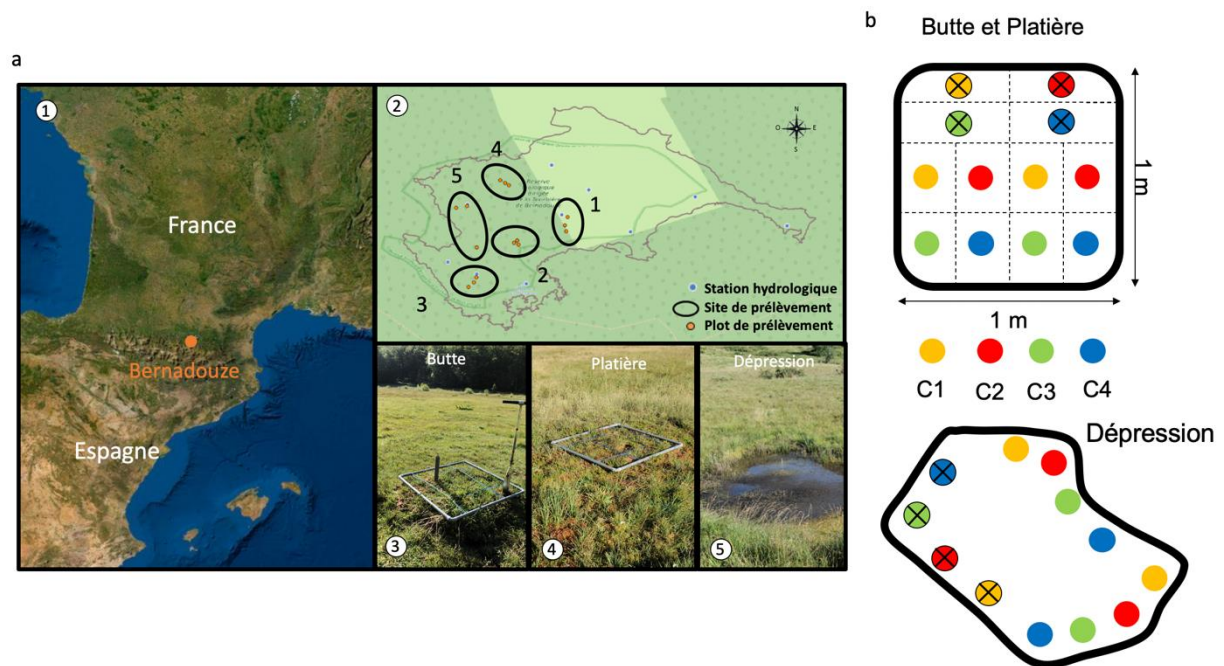 a
1
France
Bernadouze
Espagne
2
N
O
E
S
4
5
1
2
3
Station hydrologique
Site de prélèvement
Plot de prélèvement
Butte
3
Platière
4
Dépression
5
b
Butte et Platière
1 m
1 m
C1 C2 C3 C4
Dépression